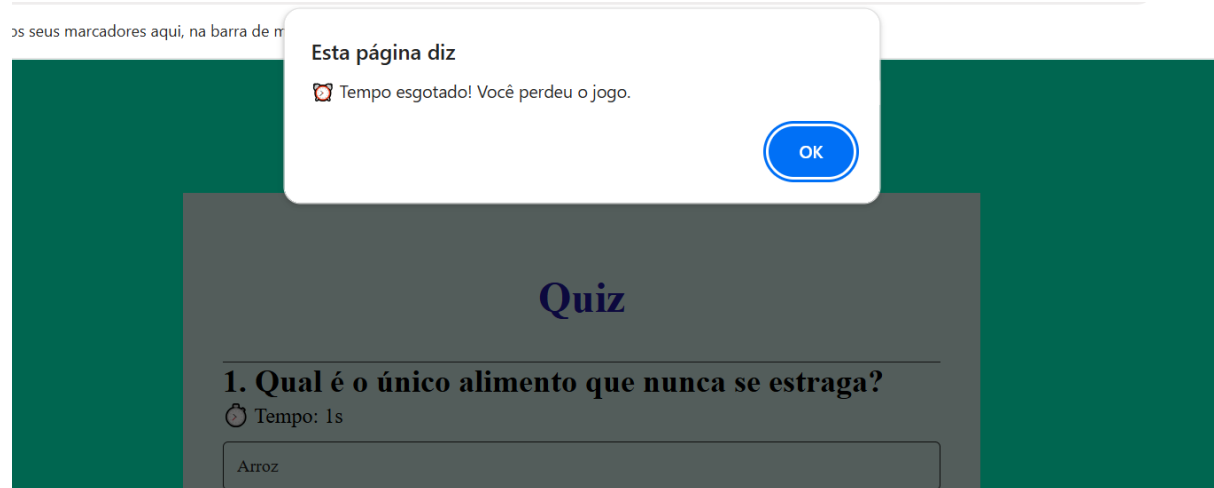 os seus marcadores aqui, na barra de m
Esta página diz
⏰ Tempo esgotado! Você perdeu o jogo.
OK
Quiz
1. Qual é o único alimento que nunca se estraga?
⏱ Tempo: 1s
Arroz